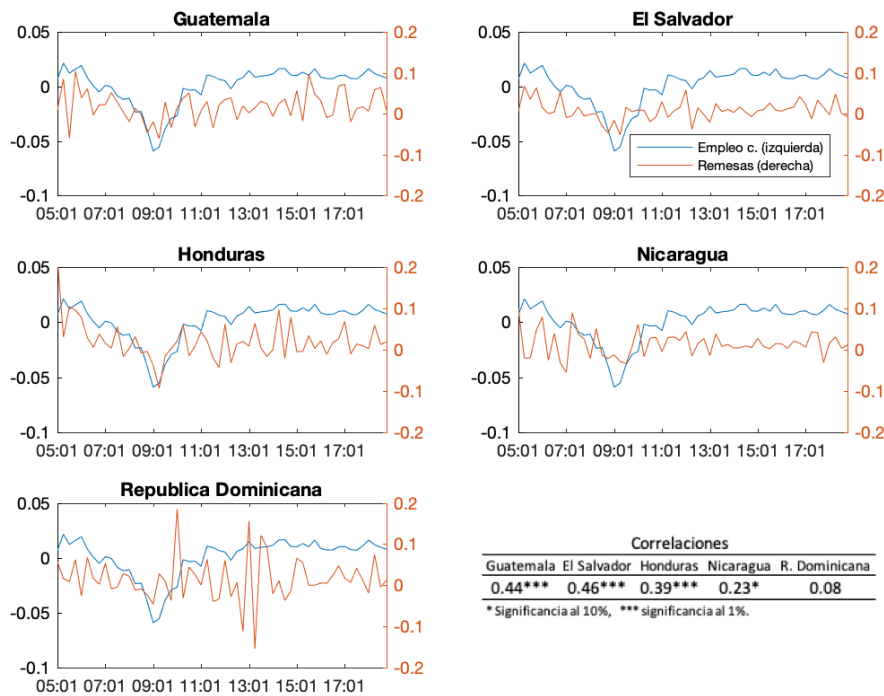 Guatemala
0.05
0
-0.05
-0.1
0.2
0.1
0
-0.1
-0.2
05:01 07:01 09:01 11:01 13:01 15:01 17:01
El Salvador
0.05
0
-0.05
-0.1
0.2
0.1
0
-0.1
-0.2
Empleo c. (izquierda)
Remesas (derecha)
05:01 07:01 09:01 11:01 13:01 15:01 17:01
Honduras
0.05
0
-0.05
-0.1
0.2
0.1
0
-0.1
-0.2
05:01 07:01 09:01 11:01 13:01 15:01 17:01
Nicaragua
0.05
0
-0.05
-0.1
0.2
0.1
0
-0.1
-0.2
05:01 07:01 09:01 11:01 13:01 15:01 17:01
Republica Dominicana
0.05
0
-0.05
-0.1
0.2
0.1
0
-0.1
-0.2
05:01 07:01 09:01 11:01 13:01 15:01 17:01
Correlaciones
Guatemala El Salvador Honduras Nicaragua R. Dominicana
0.44*** 0.46*** 0.39*** 0.23* 0.08
* Significancia al 10%, *** significancia al 1%.